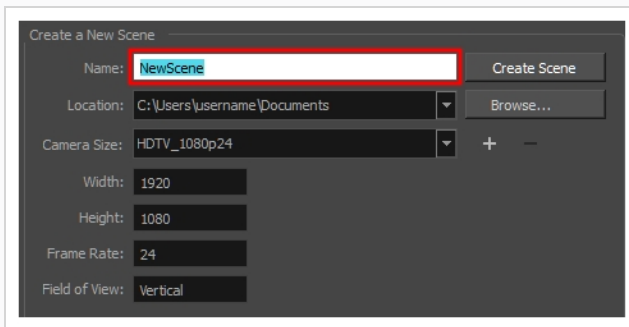 Create a New Scene
Name: NewScene Create Scene
Location: C:\Users\username\Documents Browse...
Camera Size: HDTV_1080p24 + −
Width: 1920
Height: 1080
Frame Rate: 24
Field of View: Vertical